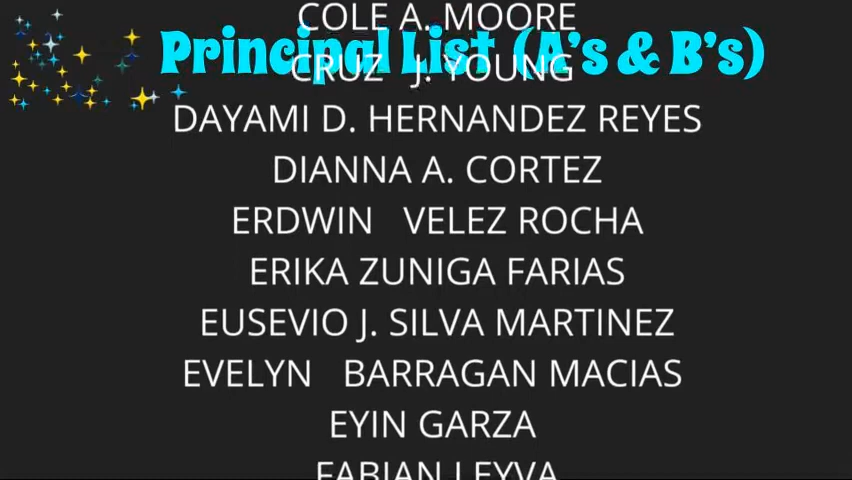 COLE A. MOORE
Principal List (A's & B's)
CRUZ J. YOUNG
DAYAMI D. HERNANDEZ REYES
DIANNA A. CORTEZ
ERDWIN VELEZ ROCHA
ERIKA ZUNIGA FARIAS
EUSEVIO J. SILVA MARTINEZ
EVELYN BARRAGAN MACIAS
EYIN GARZA
FABIAN LEYVA